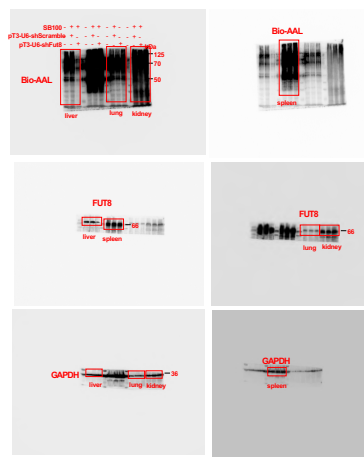 SB100 - + + - + + - + + - + +
pT3-U6-shScramble - + - - + - - + - - + -
pT3-U6-shFut8 - - + - - + - - + - - + kDa
125
70
50
Bio-AAL
liver
lung
kidney
Bio-AAL
spleen
FUT8
66
liver
spleen
FUT8
66
lung
kidney
GAPDH
36
liver
lung
kidney
GAPDH
spleen